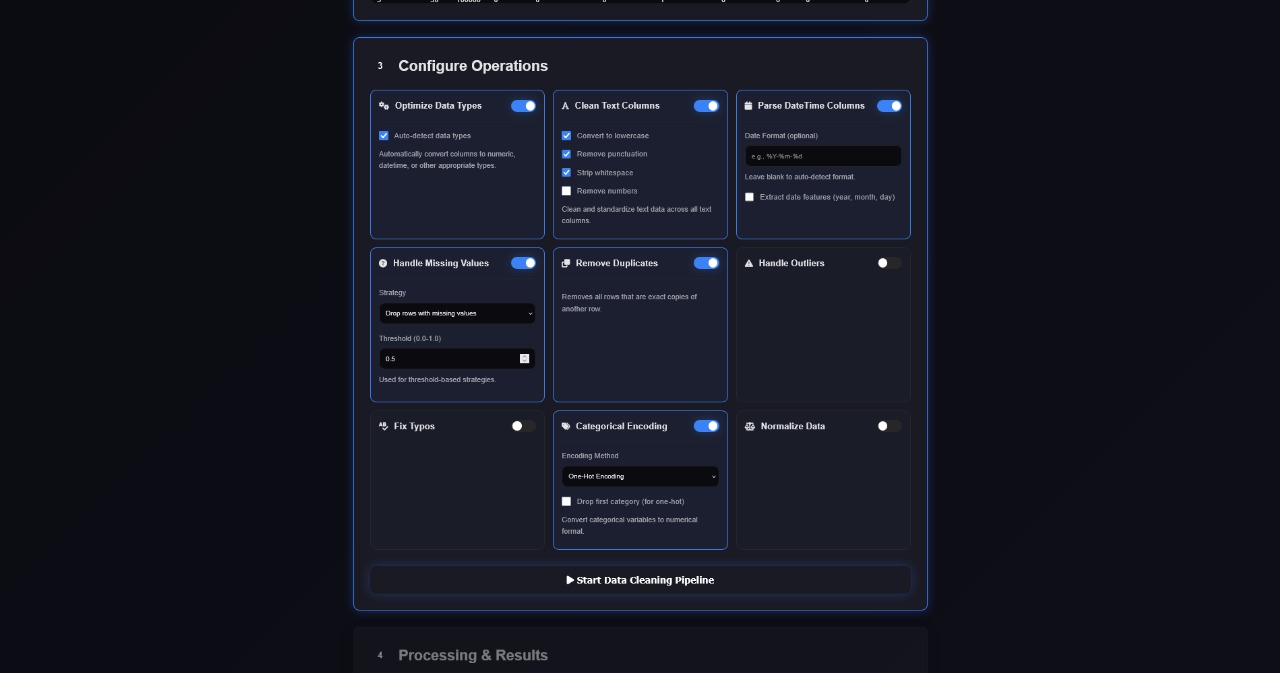 3 Configure Operations
Optimize Data Types
Auto-detect data types
Automatically convert columns to numeric,
datetime, or other appropriate types.
Clean Text Columns
Convert to lowercase
Remove punctuation
Strip whitespace
Remove numbers
Clean and standardize text data across all text
columns.
Parse DateTime Columns
Date Format (optional)
e.g., %Y-%m-%d
Leave blank to auto-detect format.
Extract date features (year, month, day)
Handle Missing Values
Strategy
Drop rows with missing values
Threshold (0.0-1.0)
0.5
Used for threshold-based strategies.
Remove Duplicates
Removes all rows that are exact copies of
another row.
Handle Outliers
Fix Typos
Categorical Encoding
Encoding Method
One-Hot Encoding
Drop first category (for one-hot)
Convert categorical variables to numerical
format.
Normalize Data
Start Data Cleaning Pipeline
4 Processing & Results